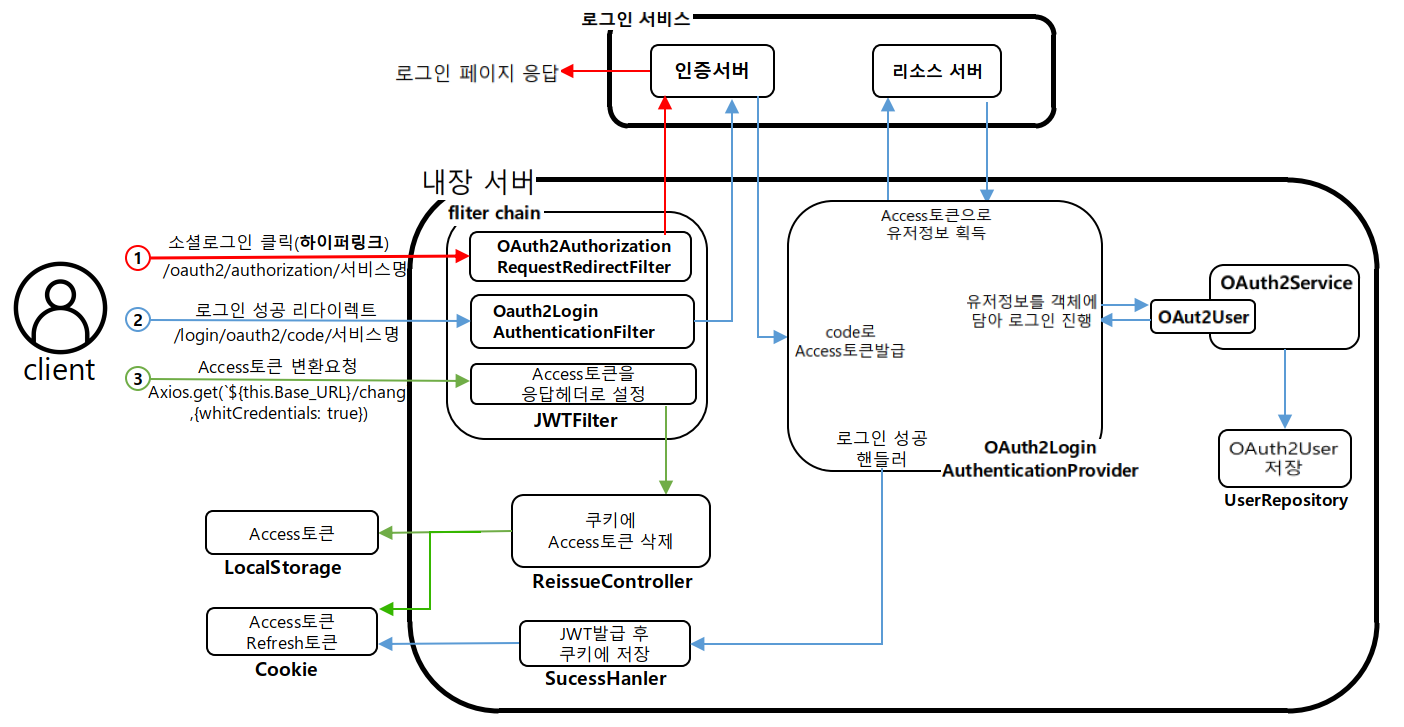 로그인 서비스
로그인 페이지 응답
인증서버
리소스 서버
내장 서버
fliter chain
소셜로그인 클릭(하이퍼링크)
1
/oauth2/authorization/서비스명
OAuth2Authorization
RequestRedirectFilter
로그인 성공 리다이렉트
2
/login/oauth2/code/서비스명
Oauth2Login
AuthenticationFilter
client
Access토큰 변환요청
3
Axios.get(`${this.Base_URL}/chang
,{whitCredentials: true})
Access토큰을
응답헤더로 설정
JWTFilter
Access토큰으로
유저정보 획득
유저정보를 객체에
담아 로그인 진행
code로
Access토큰발급
로그인 성공
핸들러
OAuth2Login
AuthenticationProvider
OAuth2Service
OAut2User
OAuth2User
저장
UserRepository
쿠키에
Access토큰 삭제
ReissueController
Access토큰
LocalStorage
Access토큰
Refresh토큰
Cookie
JWT발급 후
쿠키에 저장
SucessHanler